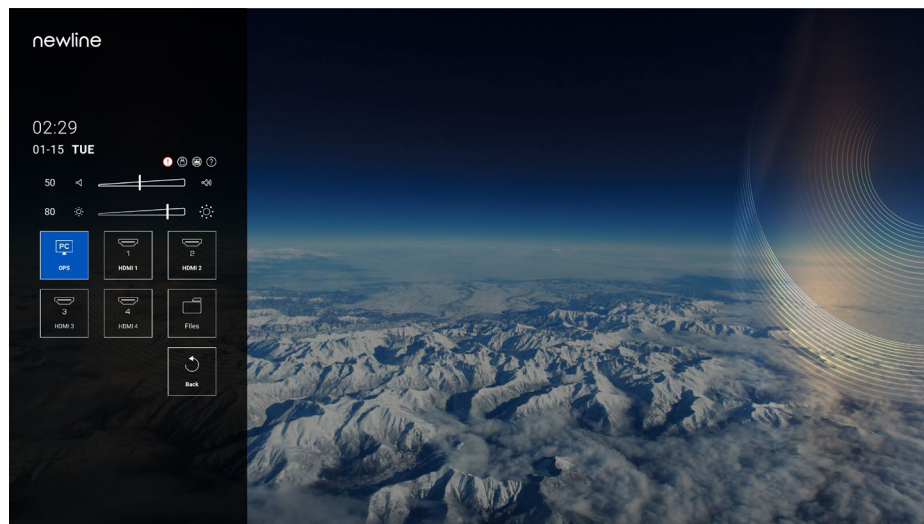 newline
02:29
01-15 TUE
50
80
PC
OPS
1
HDMI 1
2
HDMI 2
3
HDMI 3
4
HDMI 4
Files
Back